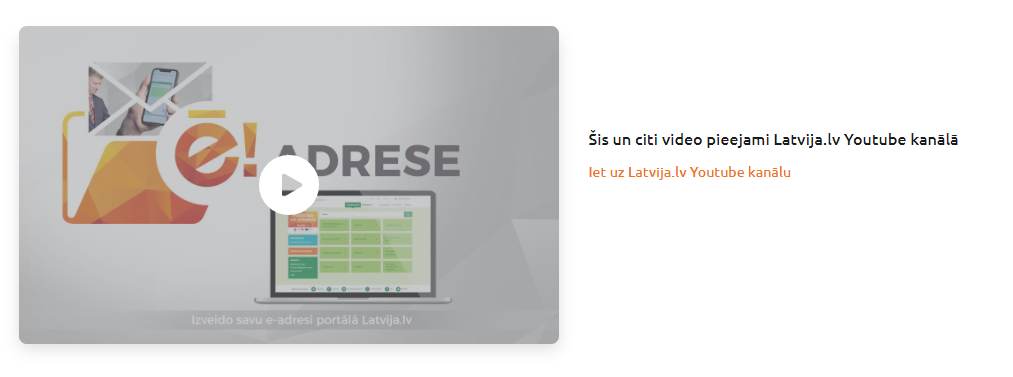 ē!
ADRESE
Izveido savu e-adresi portālā Latvija.lv
Šis un citi video pieejami Latvija.lv Youtube kanālā
Iet uz Latvija.lv Youtube kanālu